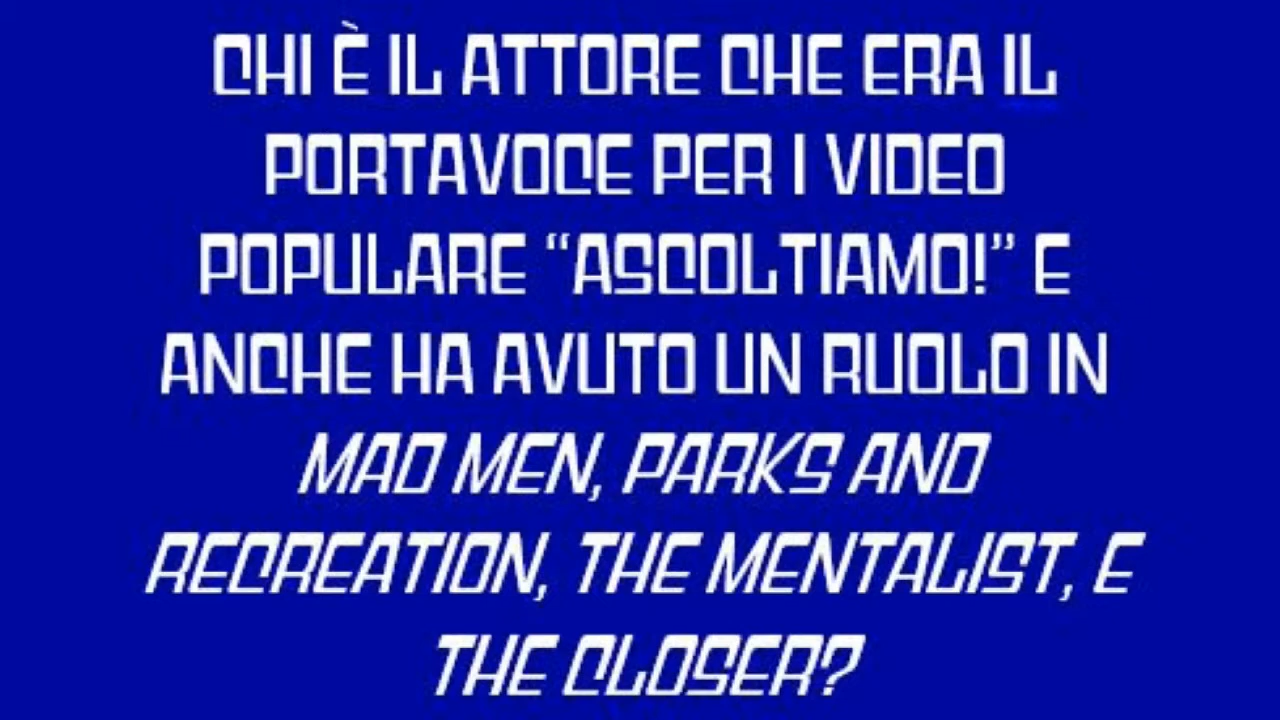 CHI È IL ATTORE CHE ERA IL
PORTAVOCE PER I VIDEO
POPULARE “ASCOLTIAMO!” E
ANCHE HA AVUTO UN RUOLO IN
MAD MEN, PARKS AND
RECREATION, THE MENTALIST, E
THE CLOSER?